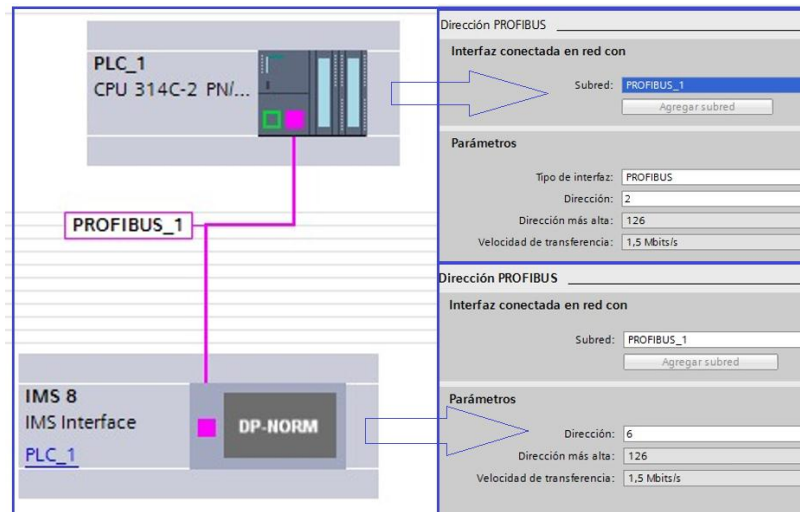 PLC_1
CPU 314C-2 PN/...
PROFIBUS_1
IMS 8
IMS Interface
PLC_1
DP-NORM
Dirección PROFIBUS
Interfaz conectada en red con
Subred: PROFIBUS_1
Agregar subred
Parámetros
Tipo de interfaz: PROFIBUS
Dirección: 2
Dirección más alta: 126
Velocidad de transferencia: 1,5 Mbits/s
Dirección PROFIBUS
Interfaz conectada en red con
Subred: PROFIBUS_1
Agregar subred
Parámetros
Dirección: 6
Dirección más alta: 126
Velocidad de transferencia: 1,5 Mbits/s